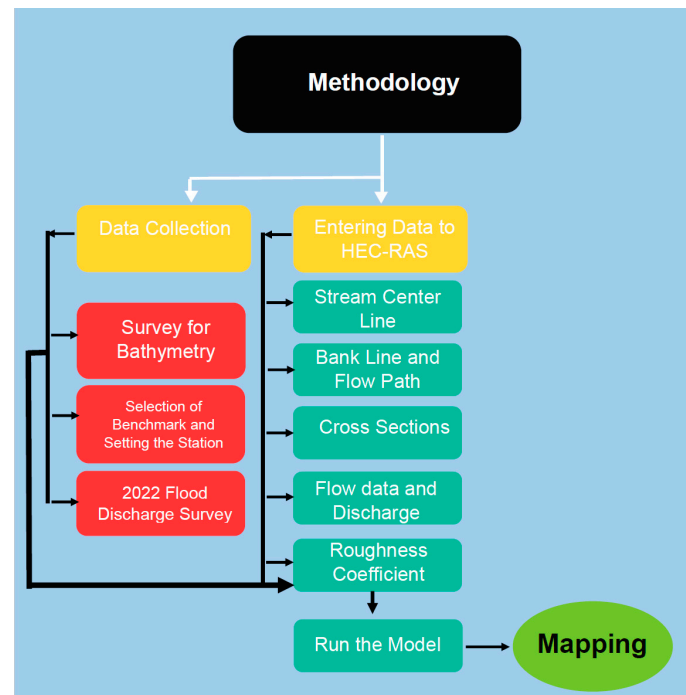 Methodology
Data Collection
Survey for
Bathymetry
Selection of
Benchmark and
Setting the Station
2022 Flood
Discharge Survey
Entering Data to
HEC-RAS
Stream Center
Line
Bank Line and
Flow Path
Cross Sections
Flow data and
Discharge
Roughness
Coefficient
Run the Model
Mapping